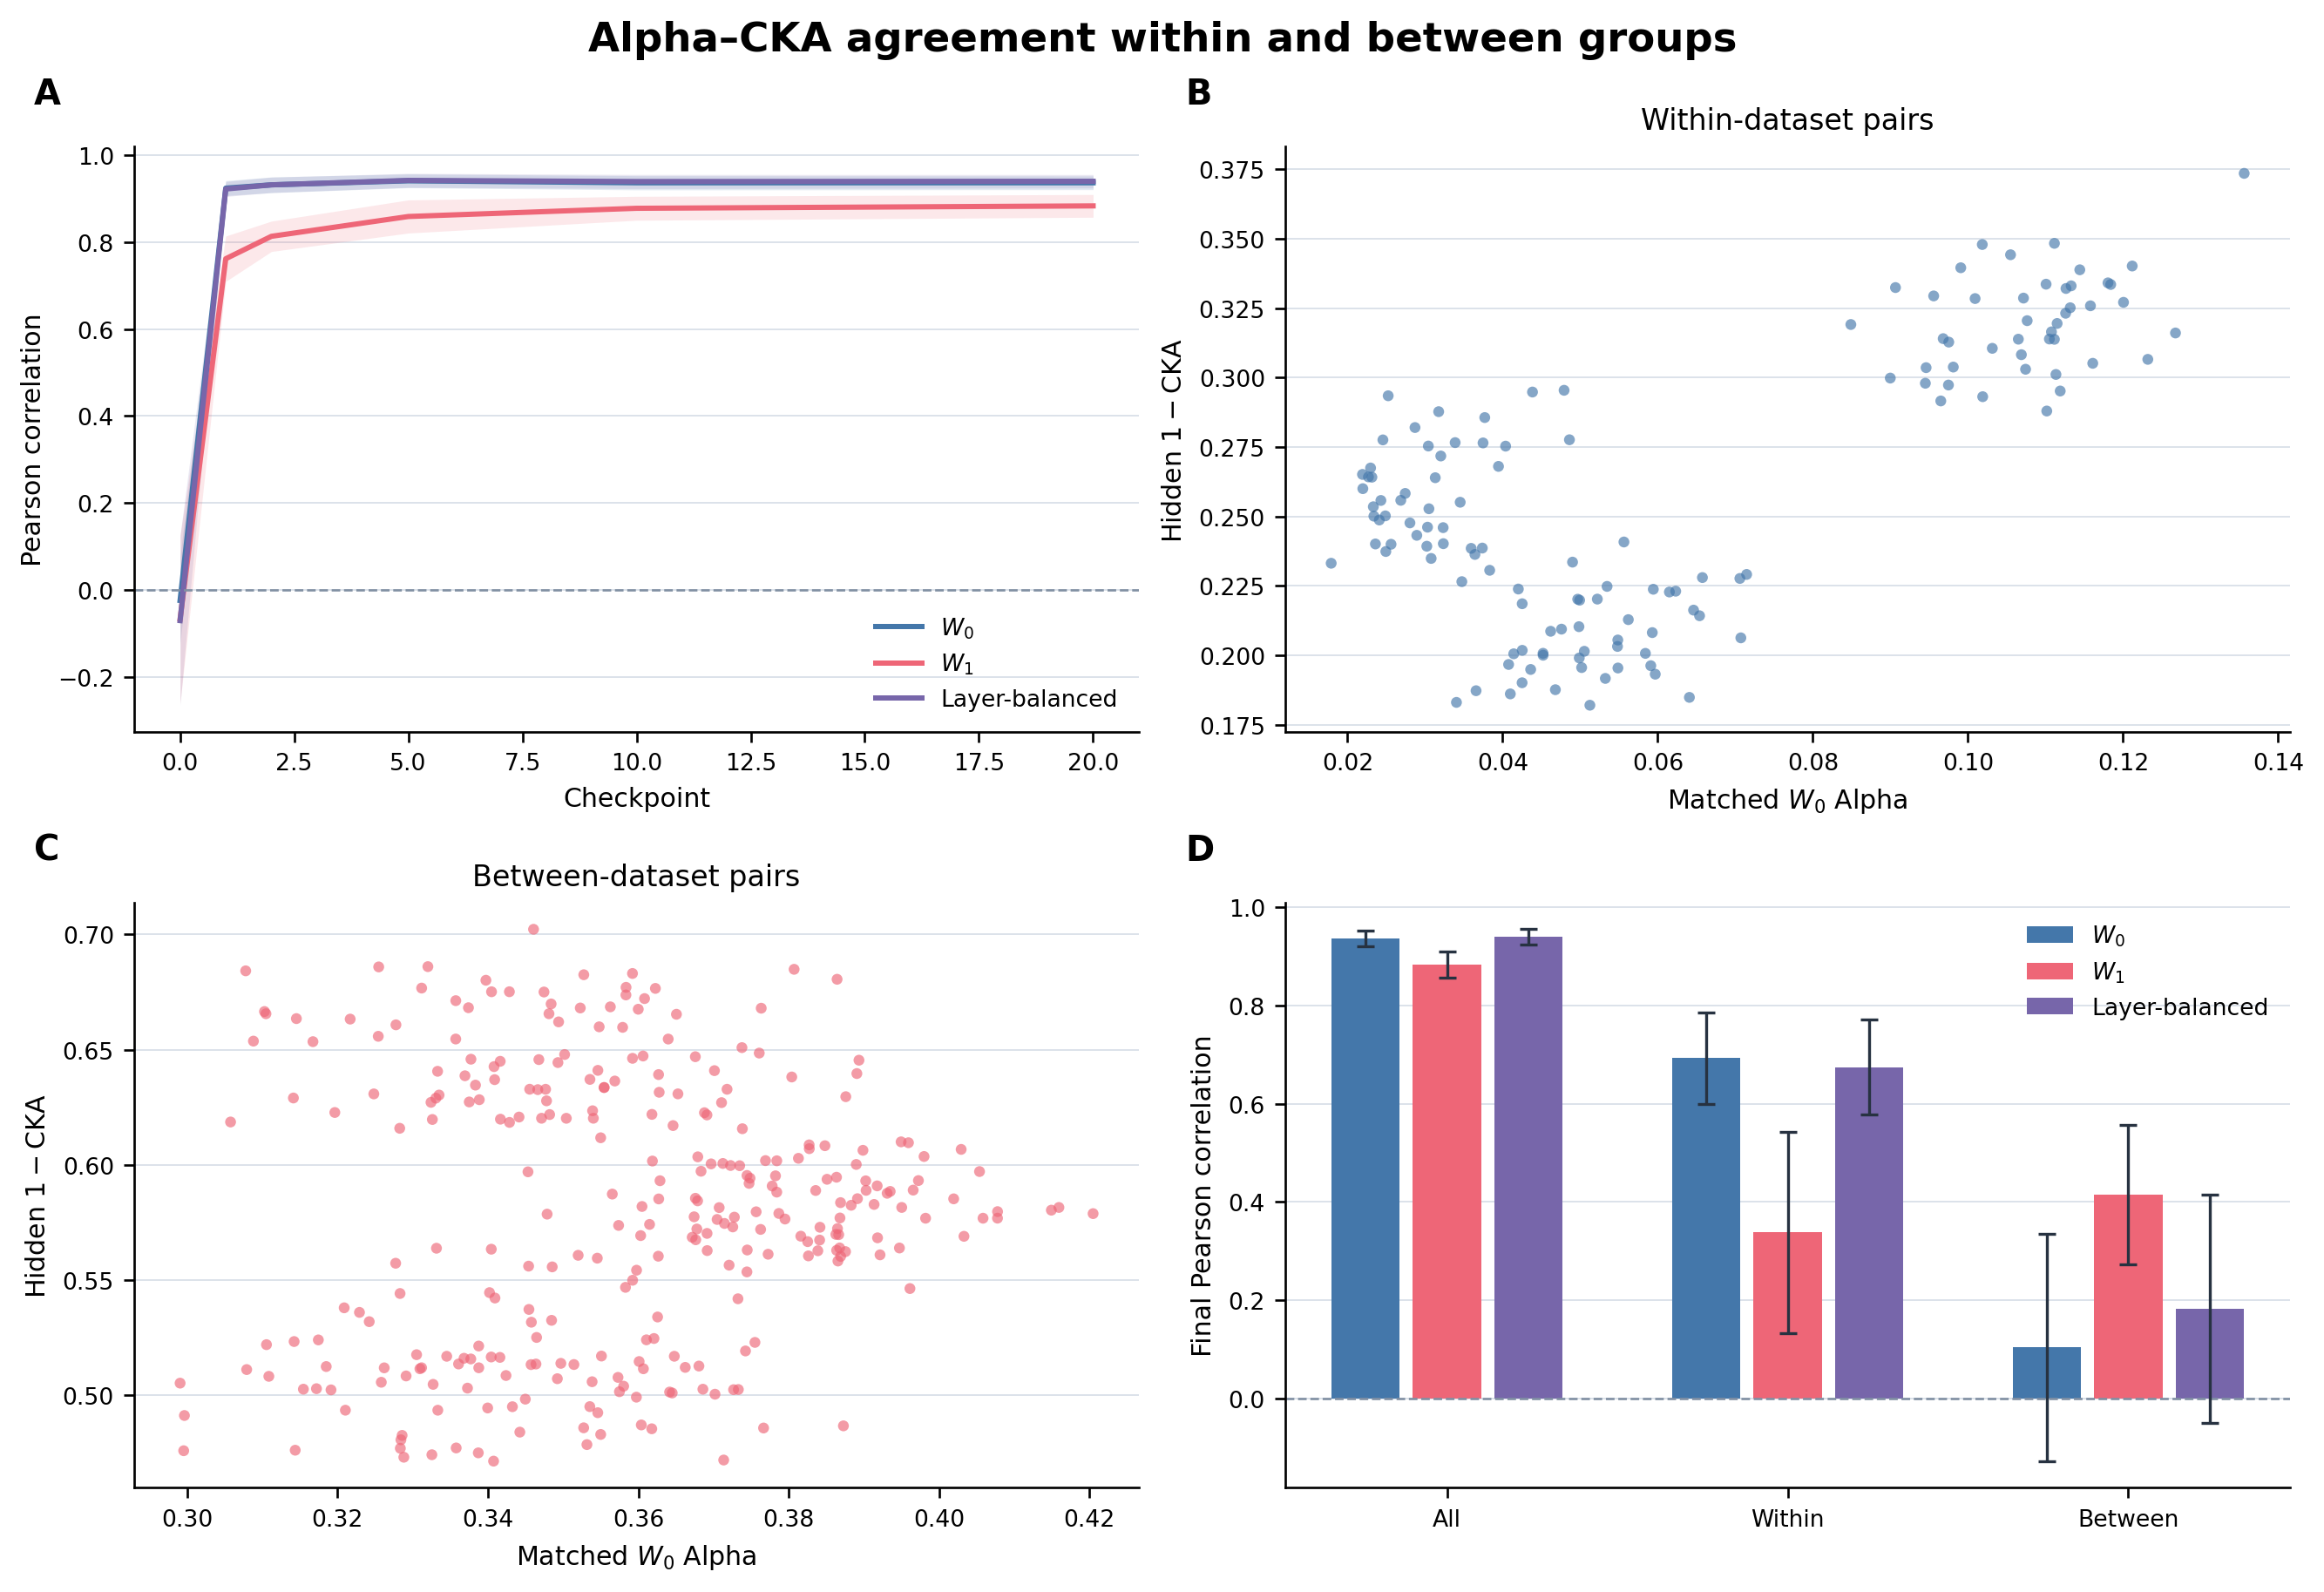 Alpha–CKA agreement within and between groups
A
1.0
0.8
0.6
0.4
0.2
0.0
−0.2
Pearson correlation
0.0 2.5 5.0 7.5 10.0 12.5 15.0 17.5 20.0
Checkpoint
W₀
W₁
Layer-balanced
B
Within-dataset pairs
0.375
0.350
0.325
0.300
0.275
0.250
0.225
0.200
0.175
Hidden 1 − CKA
0.02 0.04 0.06 0.08 0.10 0.12 0.14
Matched W₀ Alpha
C
Between-dataset pairs
0.70
0.65
0.60
0.55
0.50
Hidden 1 − CKA
0.30 0.32 0.34 0.36 0.38 0.40 0.42
Matched W₀ Alpha
D
1.0
0.8
0.6
0.4
0.2
0.0
Final Pearson correlation
W₀
W₁
Layer-balanced
All Within Between